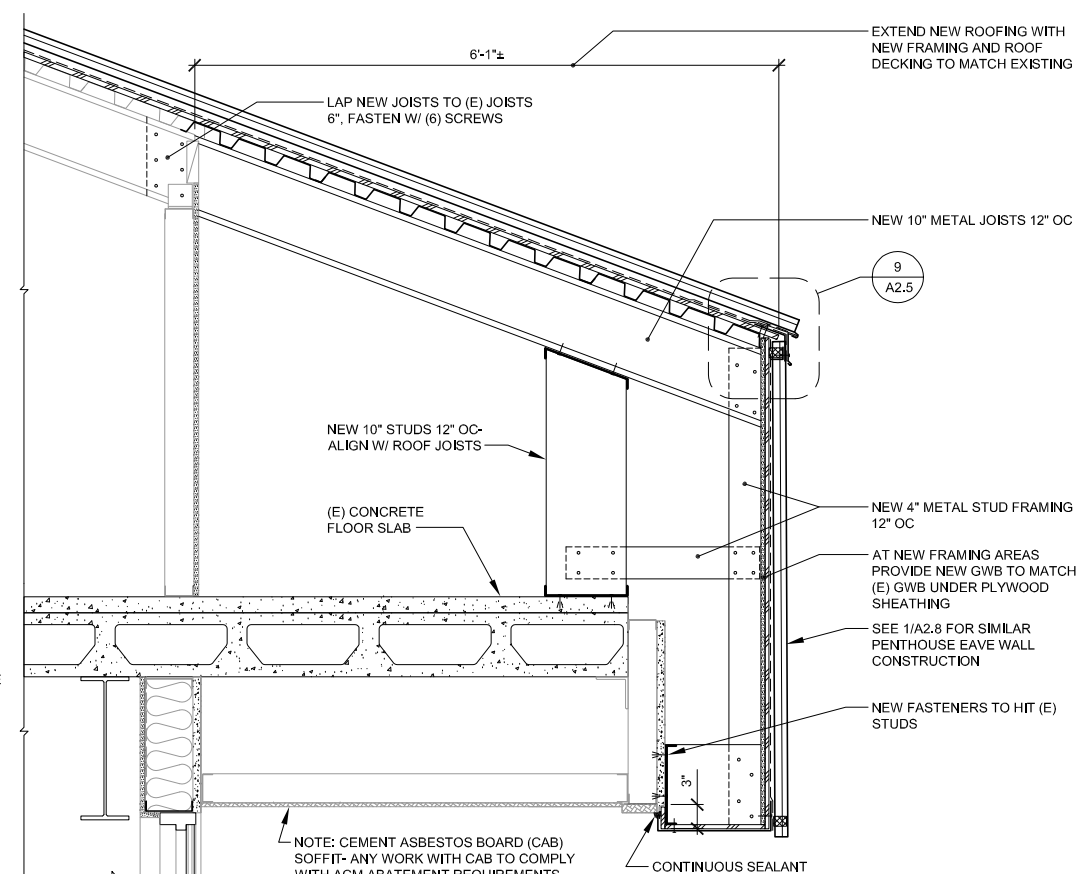 EXTEND NEW ROOFING WITH
NEW FRAMING AND ROOF
DECKING TO MATCH EXISTING
6'-1"±
LAP NEW JOISTS TO (E) JOISTS
6", FASTEN W/ (6) SCREWS
NEW 10" METAL JOISTS 12" OC
9
A2.5
NEW 10" STUDS 12" OC-
ALIGN W/ ROOF JOISTS
(E) CONCRETE
FLOOR SLAB
NEW 4" METAL STUD FRAMING
12" OC
AT NEW FRAMING AREAS
PROVIDE NEW GWB TO MATCH
(E) GWB UNDER PLYWOOD
SHEATHING
SEE 1/A2.8 FOR SIMILAR
PENTHOUSE EAVE WALL
CONSTRUCTION
NEW FASTENERS TO HIT (E)
STUDS
3"
NOTE: CEMENT ASBESTOS BOARD (CAB)
SOFFIT- ANY WORK WITH CAB TO COMPLY
WITH ACM ABATEMENT REQUIREMENTS
CONTINUOUS SEALANT